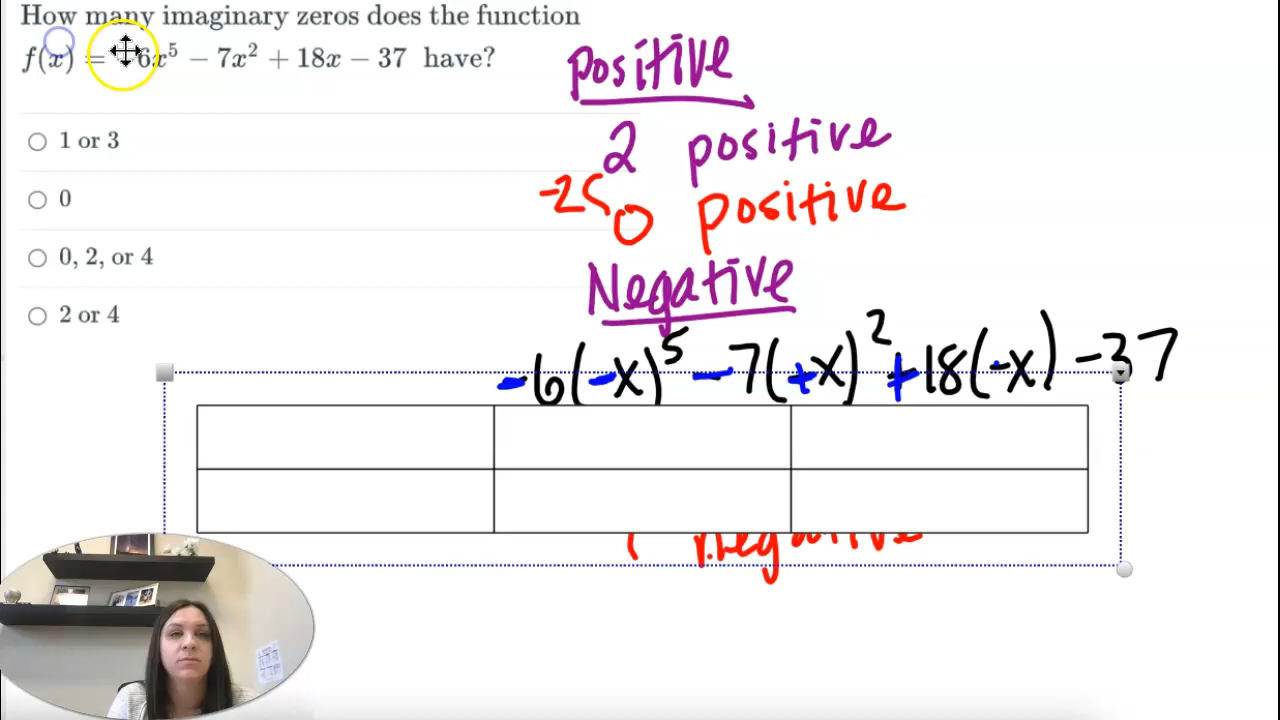 How many imaginary zeros does the function
f(x) = 6x⁵ − 7x² + 18x − 37 have?
1 or 3
0
0, 2, or 4
2 or 4
positive
2 positive
-2
0 positive
Negative
-6(-x)⁵ -7(+x)² +18(-x) -37
negative